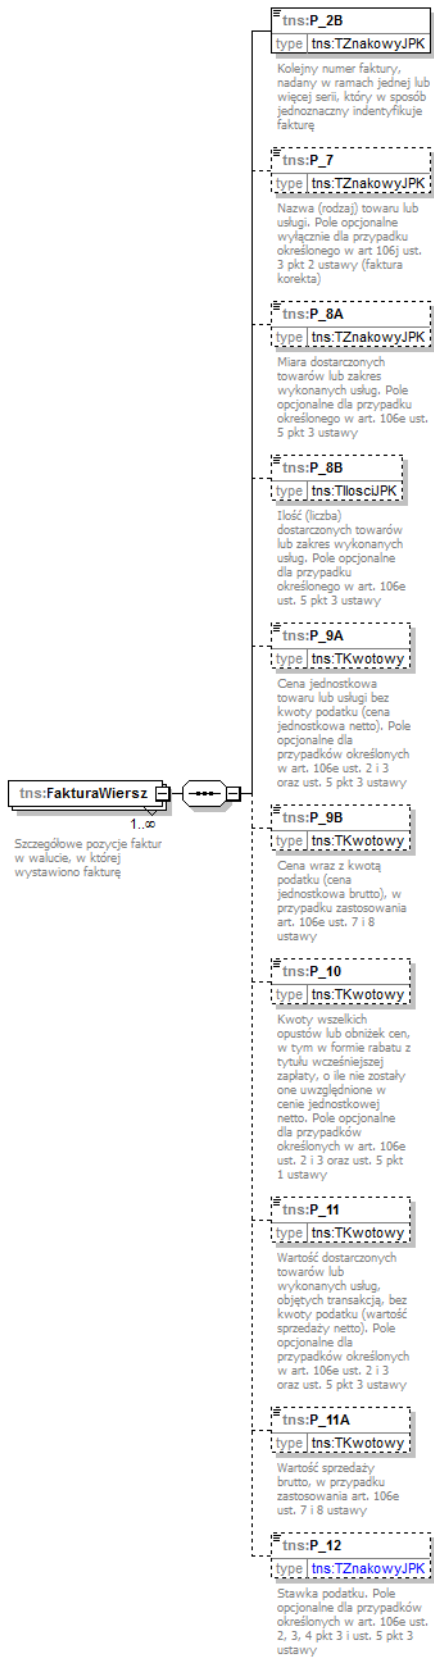 tns:P_2B
type tns:TZnakowyJPK
Kolejny numer faktury,
nadany w ramach jednej lub
więcej serii, który w sposób
jednoznaczny indentyfikuje
fakturę
tns:P_7
type tns:TZnakowyJPK
Nazwa (rodzaj) towaru lub
usługi. Pole opcjonalne
wyłącznie dla przypadku
określonego w art 106j ust.
3 pkt 2 ustawy (faktura
korekta)
tns:P_8A
type tns:TZnakowyJPK
Miara dostarczonych
towarów lub zakres
wykonanych usług. Pole
opcjonalne dla przypadku
określonego w art. 106e ust.
5 pkt 3 ustawy
tns:P_8B
type tns:TIlosciJPK
Ilość (liczba)
dostarczonych towarów
lub zakres wykonanych
usług. Pole opcjonalne
dla przypadku
określonego w art. 106e
ust. 5 pkt 3 ustawy
tns:P_9A
type tns:TKwotowy
Cena jednostkowa
towaru lub usługi bez
kwoty podatku (cena
jednostkowa netto). Pole
opcjonalne dla
przypadków określonych
w art. 106e ust. 2 i 3
oraz ust. 5 pkt 3 ustawy
tns:FakturaWiersz
1..∞
Szczegółowe pozycje faktur
w walucie, w której
wystawiono fakturę
tns:P_9B
type tns:TKwotowy
Cena wraz z kwotą
podatku (cena
jednostkowa brutto), w
przypadku zastosowania
art. 106e ust. 7 i 8
ustawy
tns:P_10
type tns:TKwotowy
Kwoty wszelkich
opustów lub obniżek cen,
w tym w formie rabatu z
tytułu wcześniejszej
zapłaty, o ile nie zostały
one uwzględnione w
cenie jednostkowej
netto. Pole opcjonalne
dla przypadków
określonych w art. 106e
ust. 2 i 3 oraz ust. 5 pkt
1 ustawy
tns:P_11
type tns:TKwotowy
Wartość dostarczonych
towarów lub
wykonanych usług,
objętych transakcją, bez
kwoty podatku (wartość
sprzedaży netto). Pole
opcjonalne dla
przypadków określonych
w art. 106e ust. 2 i 3
oraz ust. 5 pkt 3 ustawy
tns:P_11A
type tns:TKwotowy
Wartość sprzedaży
brutto, w przypadku
zastosowania art. 106e
ust. 7 i 8 ustawy
tns:P_12
type tns:TZnakowyJPK
Stawka podatku. Pole
opcjonalne dla przypadków
określonych w art. 106e ust.
2, 3, 4 pkt 3 i ust. 5 pkt 3
ustawy